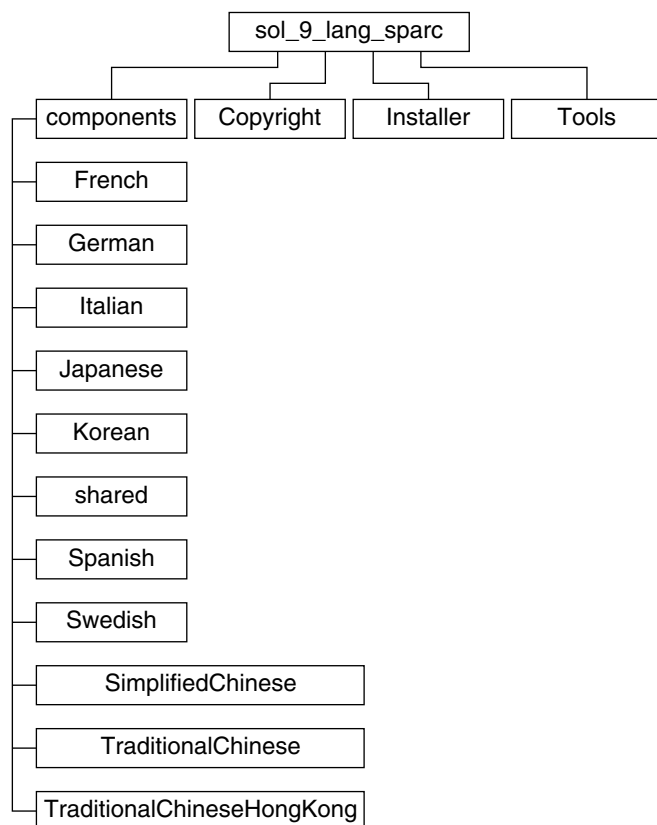 sol_9_lang_sparc
components
Copyright
Installer
Tools
French
German
Italian
Japanese
Korean
shared
Spanish
Swedish
SimplifiedChinese
TraditionalChinese
TraditionalChineseHongKong